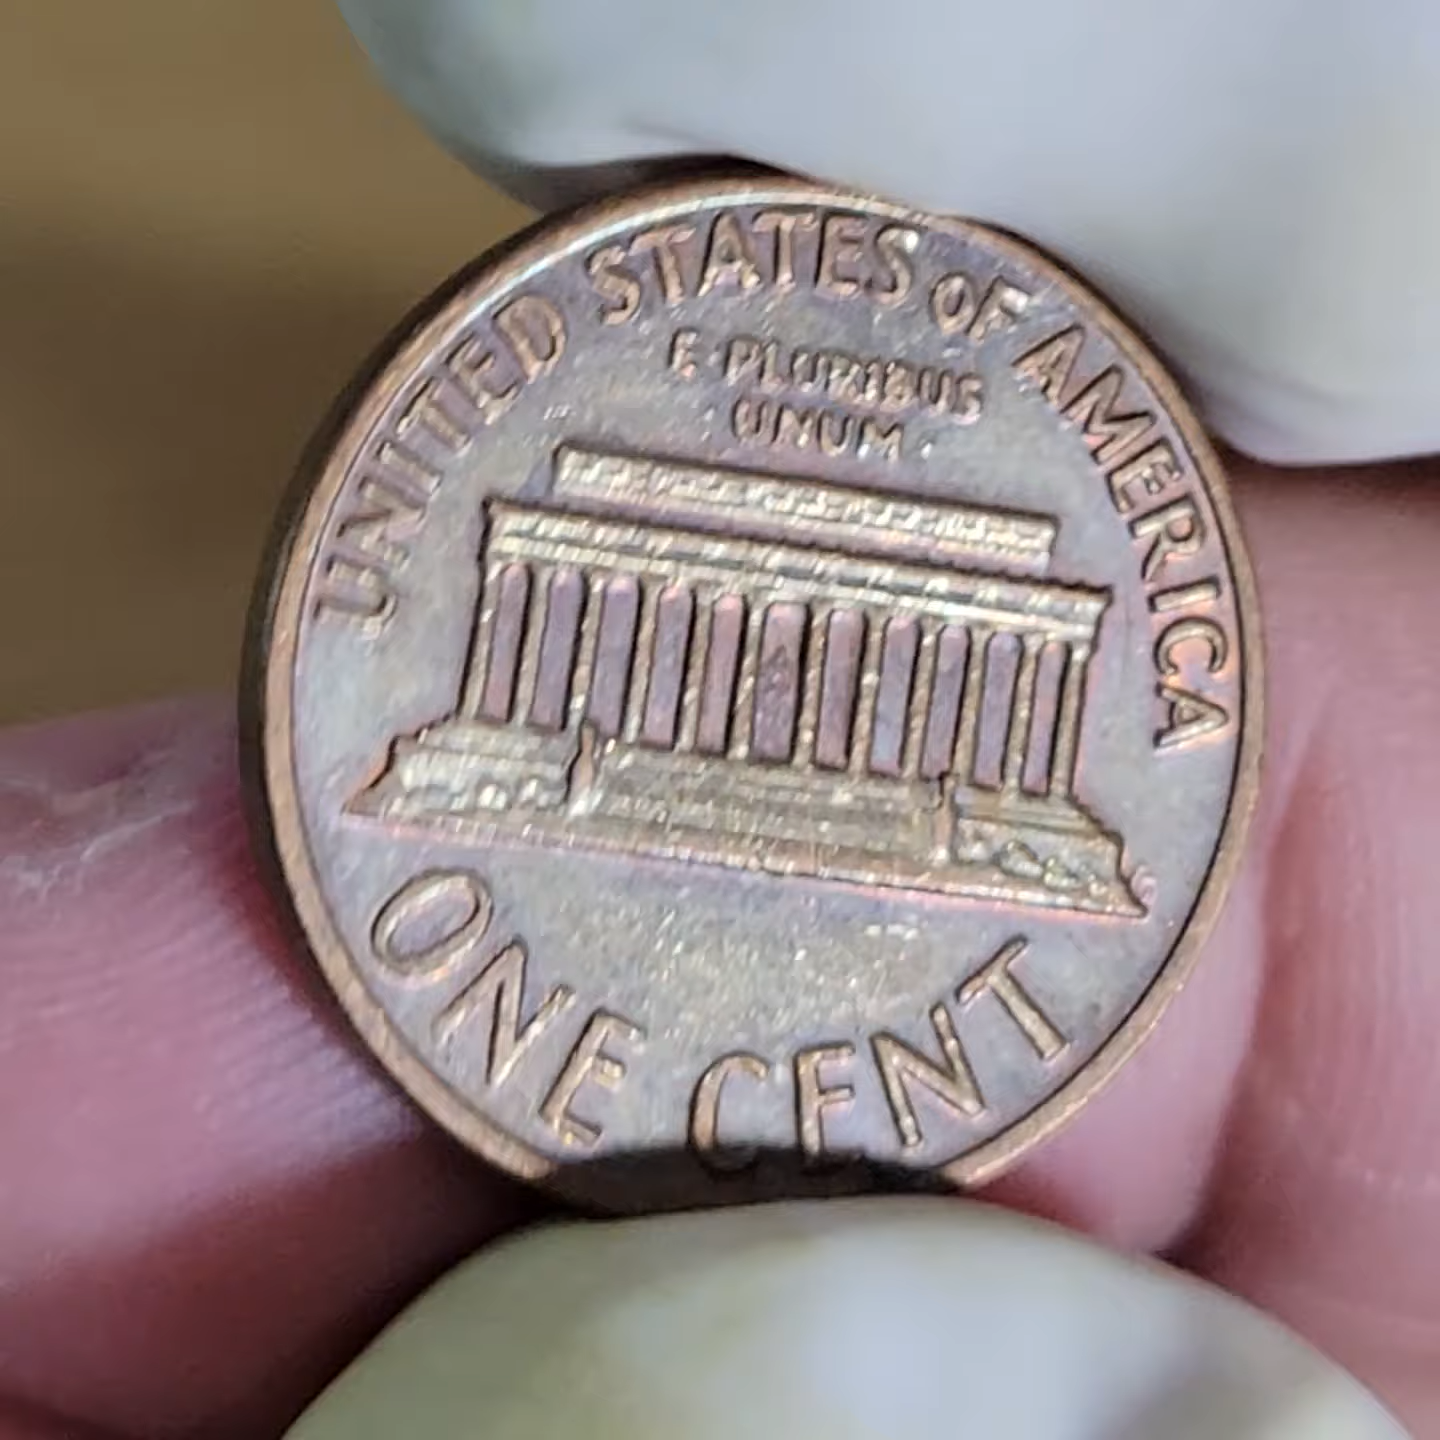 UNITED STATES OF AMERICA
E · PLURIBUS
· UNUM ·
ONE CENT